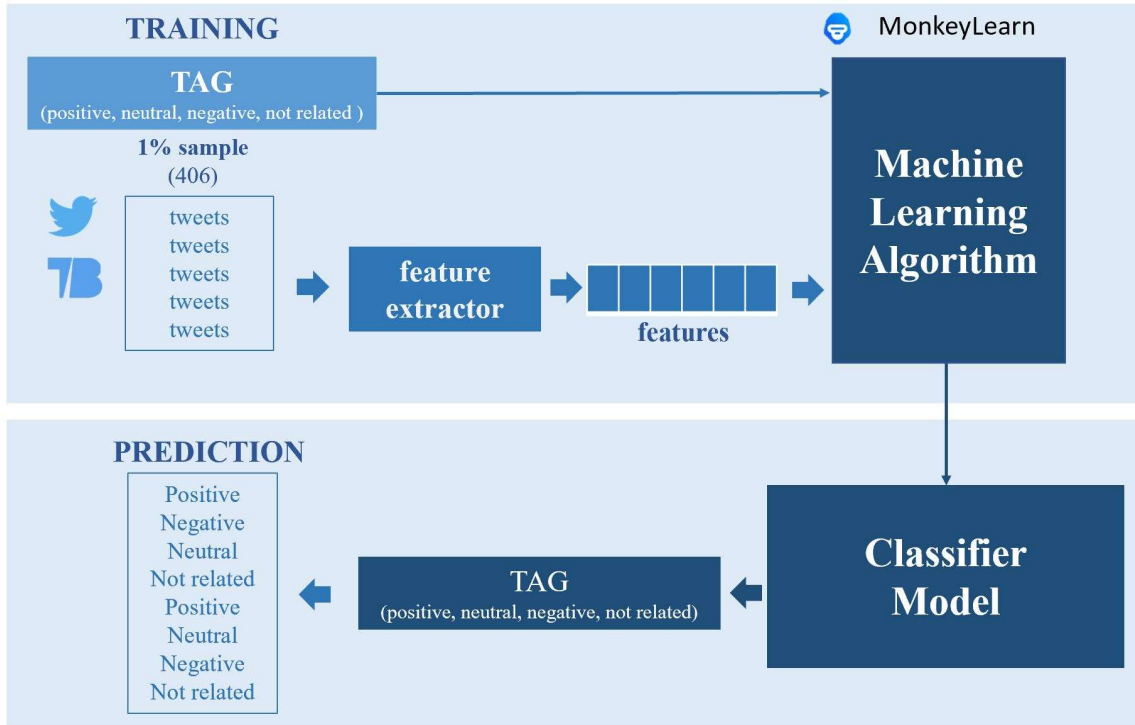 TRAINING
MonkeyLearn
TAG
(positive, neutral, negative, not related )
1% sample
(406)
tweets
tweets
tweets
tweets
tweets
TB
feature
extractor
features
Machine
Learning
Algorithm
PREDICTION
Positive
Negative
Neutral
Not related
Positive
Neutral
Negative
Not related
TAG
(positive, neutral, negative, not related)
Classifier
Model